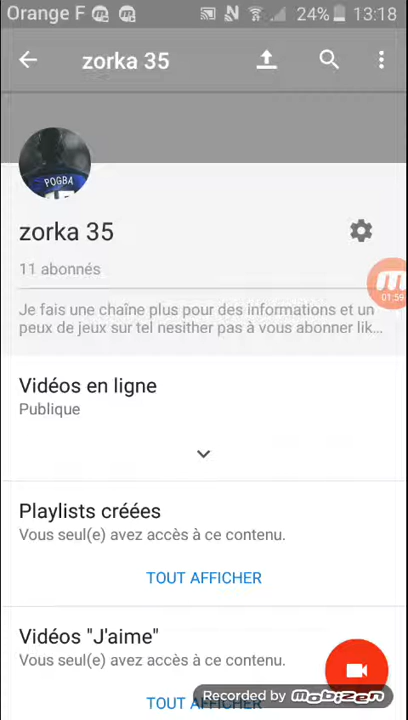 Orange F 24% 13:18
zorka 35
POGBA
zorka 35
11 abonnés
01:59
Je fais une chaîne plus pour des informations et un
peux de jeux sur tel nesither pas à vous abonner lik...
Vidéos en ligne
Publique
Playlists créées
Vous seul(e) avez accès à ce contenu.
TOUT AFFICHER
Vidéos "J'aime"
Vous seul(e) avez accès à ce contenu.
TOUT AFFICHER
Recorded by mobizen